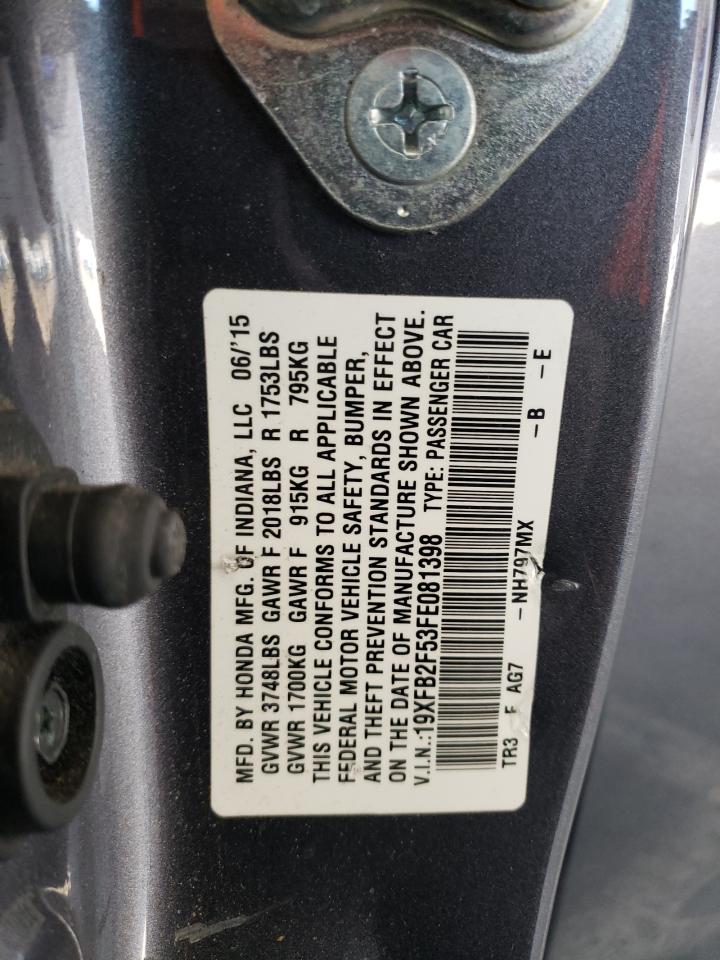 MFD. BY HONDA MFG. OF INDIANA, LLC 06/'15
GVWR 3748LBS GAWR F 2018LBS R 1753LBS
GVWR 1700KG GAWR F 915KG R 795KG
THIS VEHICLE CONFORMS TO ALL APPLICABLE
FEDERAL MOTOR VEHICLE SAFETY, BUMPER,
AND THEFT PREVENTION STANDARDS IN EFFECT
ON THE DATE OF MANUFACTURE SHOWN ABOVE.
V.I.N.:19XFB2F53FE081398 TYPE: PASSENGER CAR
TR3 F AG7 -NH797MX -B -E